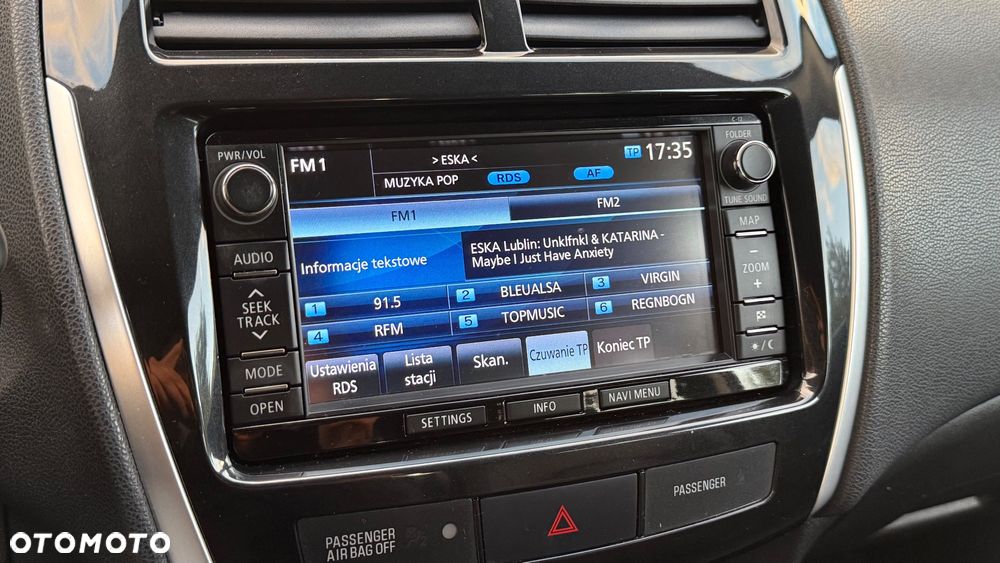 C-12
PWR/VOL
FM 1
> ESKA <
TP 17:35
FOLDER
MUZYKA POP RDS AF
TUNE SOUND
FM1 FM2
MAP
AUDIO
Informacje tekstowe
ESKA Lublin: Unklfnkl & KATARINA -
Maybe I Just Have Anxiety
−
ZOOM
+
SEEK
TRACK
1 91.5 2 BLEUALSA 3 VIRGIN
4 RFM 5 TOPMUSIC 6 REGNBOGN
MODE
Ustawienia
RDS
Lista
stacji
Skan.
Czuwanie TP
Koniec TP
OPEN
SETTINGS INFO NAVI MENU
PASSENGER
PASSENGER
AIR BAG OFF
OTOMOTO